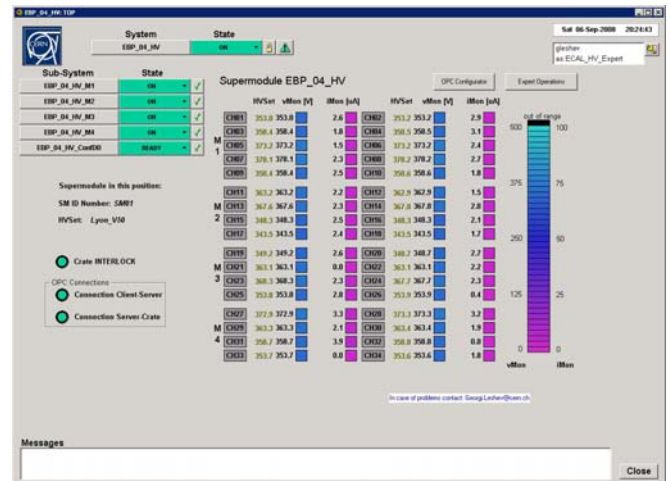 EBP_04_HV: TOP
CERN
System State
EBP_04_HV ON
Sat 06-Sep-2008 20:24:43
gleshev
as:ECAL_HV_Expert
Sub-System State
EBP_04_HV_M1 ON
EBP_04_HV_M2 ON
EBP_04_HV_M3 ON
EBP_04_HV_M4 ON
EBP_04_HV_ConfDB READY
Supermodule EBP_04_HV
OPC Configurator
Expert Operations
HVSet vMon [V] iMon [uA] HVSet vMon [V] iMon [uA]
M 1
CH01 353.8 353.8 2.6 CH02 353.2 353.2 2.9
CH03 358.4 358.4 1.8 CH04 358.5 358.5 3.1
CH05 373.2 373.2 1.5 CH06 373.2 373.2 2.4
CH07 378.1 378.1 2.3 CH08 378.2 378.2 2.7
CH09 358.4 358.4 2.5 CH10 358.6 358.6 1.8
M 2
CH11 363.2 363.2 2.2 CH12 362.9 362.9 1.5
CH13 367.6 367.6 2.3 CH14 367.8 367.8 2.8
CH15 348.3 348.3 2.5 CH16 348.3 348.3 2.1
CH17 343.5 343.5 2.4 CH18 343.5 343.5 1.7
M 3
CH19 349.2 349.2 2.6 CH20 348.7 348.7 2.7
CH21 363.1 363.1 0.0 CH22 363.1 363.1 2.2
CH23 368.3 368.3 2.3 CH24 367.7 367.7 2.3
CH25 353.8 353.8 2.8 CH26 353.9 353.9 0.4
M 4
CH27 372.9 372.9 3.3 CH28 373.3 373.3 3.2
CH29 363.3 363.3 2.1 CH30 363.4 363.4 1.9
CH31 358.7 358.7 3.9 CH32 358.8 358.8 0.8
CH33 353.7 353.7 0.8 CH34 353.6 353.6 1.8
out of range
500 100
375 75
250 50
125 25
0 0
vMon iMon
Supermodule in this position:
SM ID Number: SM01
HVSet: Lyon_V50
Crate INTERLOCK
OPC Connections
Connection Client-Server
Connection Server-Crate
In case of problems contact: Georgi.Leshev@cern.ch
Messages
Close